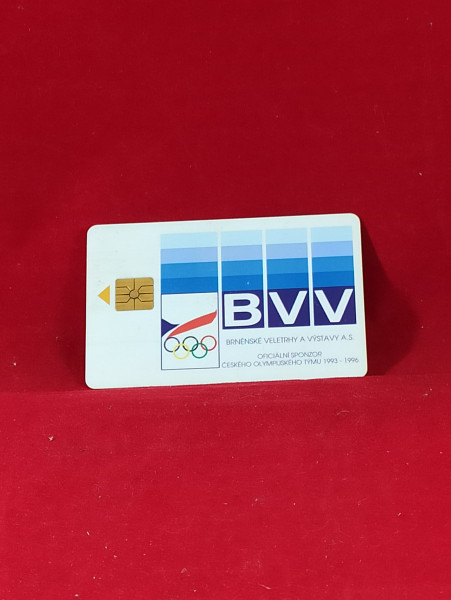 BVV
BRNĚNSKÉ VELETRHY A VÝSTAVY A.S.
OFICIÁLNÍ SPONZOR
ČESKÉHO OLYMPIJSKÉHO TÝMU 1993 - 1996